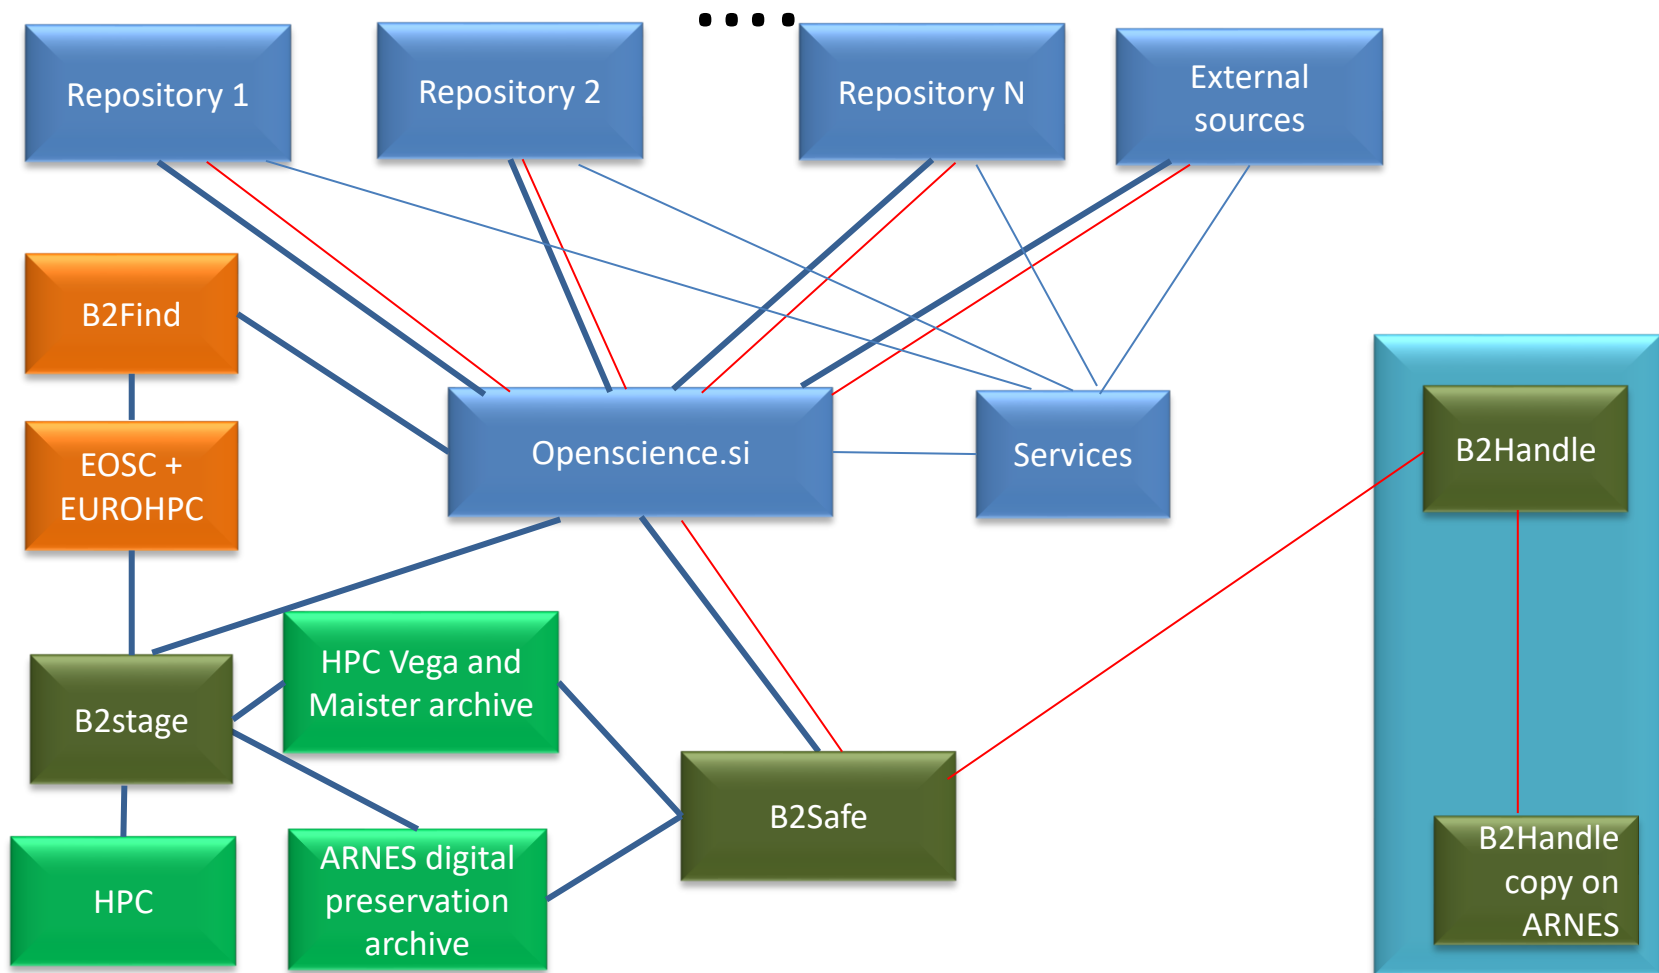 ....
Repository 1
Repository 2
Repository N
External
sources
B2Find
EOSC +
EUROHPC
Openscience.si
Services
B2Handle
HPC Vega and
Maister archive
B2stage
B2Safe
HPC
ARNES digital
preservation
archive
B2Handle
copy on
ARNES